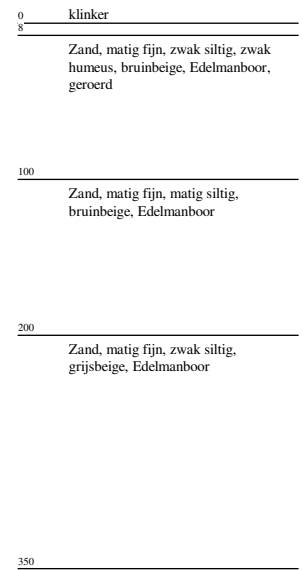 0 klinker
8
Zand, matig fijn, zwak siltig, zwak
humeus, bruinbeige, Edelmanboor,
geroerd
100
Zand, matig fijn, matig siltig,
bruinbeige, Edelmanboor
200
Zand, matig fijn, zwak siltig,
grijsbeige, Edelmanboor
350